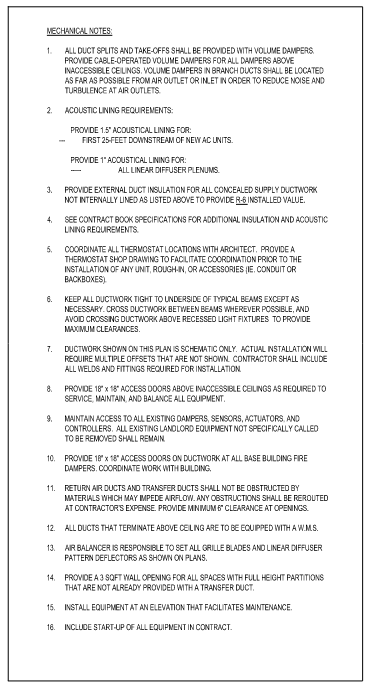 MECHANICAL NOTES:
1. ALL DUCT SPLITS AND TAKE-OFFS SHALL BE PROVIDED WITH VOLUME DAMPERS.
PROVIDE CABLE-OPERATED VOLUME DAMPERS FOR ALL DAMPERS ABOVE
INACCESSIBLE CEILINGS. VOLUME DAMPERS IN BRANCH DUCTS SHALL BE LOCATED
AS FAR AS POSSIBLE FROM AIR OUTLET OR INLET IN ORDER TO REDUCE NOISE AND
TURBULENCE AT AIR OUTLETS.
2. ACOUSTIC LINING REQUIREMENTS:
PROVIDE 1.5" ACOUSTICAL LINING FOR:
--- FIRST 25-FEET DOWNSTREAM OF NEW AC UNITS.
PROVIDE 1" ACOUSTICAL LINING FOR:
----- ALL LINEAR DIFFUSER PLENUMS.
3. PROVIDE EXTERNAL DUCT INSULATION FOR ALL CONCEALED SUPPLY DUCTWORK
NOT INTERNALLY LINED AS LISTED ABOVE TO PROVIDE R-6 INSTALLED VALUE.
4. SEE CONTRACT BOOK SPECIFICATIONS FOR ADDITIONAL INSULATION AND ACOUSTIC
LINING REQUIREMENTS.
5. COORDINATE ALL THERMOSTAT LOCATIONS WITH ARCHITECT. PROVIDE A
THERMOSTAT SHOP DRAWING TO FACILITATE COORDINATION PRIOR TO THE
INSTALLATION OF ANY UNIT, ROUGH-IN, OR ACCESSORIES (IE. CONDUIT OR
BACKBOXES).
6. KEEP ALL DUCTWORK TIGHT TO UNDERSIDE OF TYPICAL BEAMS EXCEPT AS
NECESSARY. CROSS DUCTWORK BETWEEN BEAMS WHEREVER POSSIBLE, AND
AVOID CROSSING DUCTWORK ABOVE RECESSED LIGHT FIXTURES TO PROVIDE
MAXIMUM CLEARANCES.
7. DUCTWORK SHOWN ON THIS PLAN IS SCHEMATIC ONLY. ACTUAL INSTALLATION WILL
REQUIRE MULTIPLE OFFSETS THAT ARE NOT SHOWN. CONTRACTOR SHALL INCLUDE
ALL WELDS AND FITTINGS REQUIRED FOR INSTALLATION.
8. PROVIDE 18" x 18" ACCESS DOORS ABOVE INACCESSIBLE CEILINGS AS REQUIRED TO
SERVICE, MAINTAIN, AND BALANCE ALL EQUIPMENT.
9. MAINTAIN ACCESS TO ALL EXISTING DAMPERS, SENSORS, ACTUATORS, AND
CONTROLLERS. ALL EXISTING LANDLORD EQUIPMENT NOT SPECIFICALLY CALLED
TO BE REMOVED SHALL REMAIN.
10. PROVIDE 18" x 18" ACCESS DOORS ON DUCTWORK AT ALL BASE BUILDING FIRE
DAMPERS. COORDINATE WORK WITH BUILDING.
11. RETURN AIR DUCTS AND TRANSFER DUCTS SHALL NOT BE OBSTRUCTED BY
MATERIALS WHICH MAY IMPEDE AIRFLOW. ANY OBSTRUCTIONS SHALL BE REROUTED
AT CONTRACTOR'S EXPENSE. PROVIDE MINIMUM 6" CLEARANCE AT OPENINGS.
12. ALL DUCTS THAT TERMINATE ABOVE CEILING ARE TO BE EQUIPPED WITH A W.M.S.
13. AIR BALANCER IS RESPONSIBLE TO SET ALL GRILLE BLADES AND LINEAR DIFFUSER
PATTERN DEFLECTORS AS SHOWN ON PLANS.
14. PROVIDE A 3 SQFT WALL OPENING FOR ALL SPACES WITH FULL HEIGHT PARTITIONS
THAT ARE NOT ALREADY PROVIDED WITH A TRANSFER DUCT.
15. INSTALL EQUIPMENT AT AN ELEVATION THAT FACILITATES MAINTENANCE.
16. INCLUDE START-UP OF ALL EQUIPMENT IN CONTRACT.